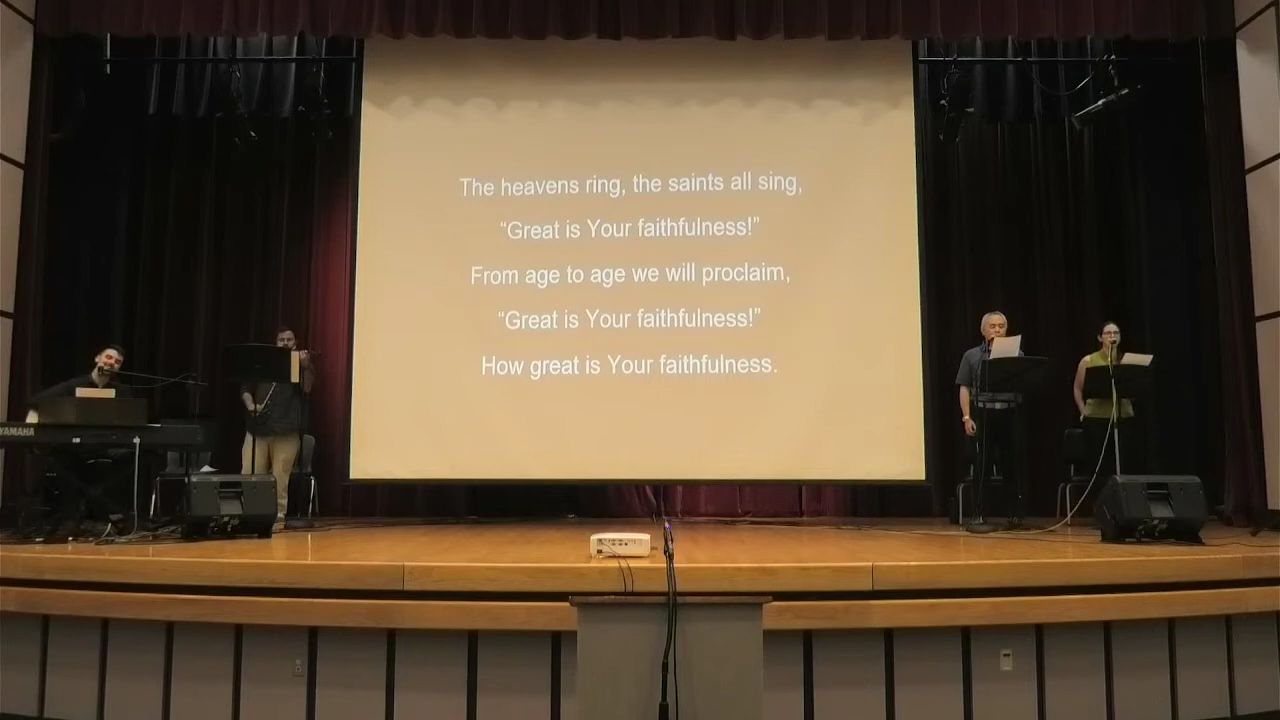 The heavens ring, the saints all sing,
“Great is Your faithfulness!”
From age to age we will proclaim,
“Great is Your faithfulness!”
How great is Your faithfulness.
YAMAHA